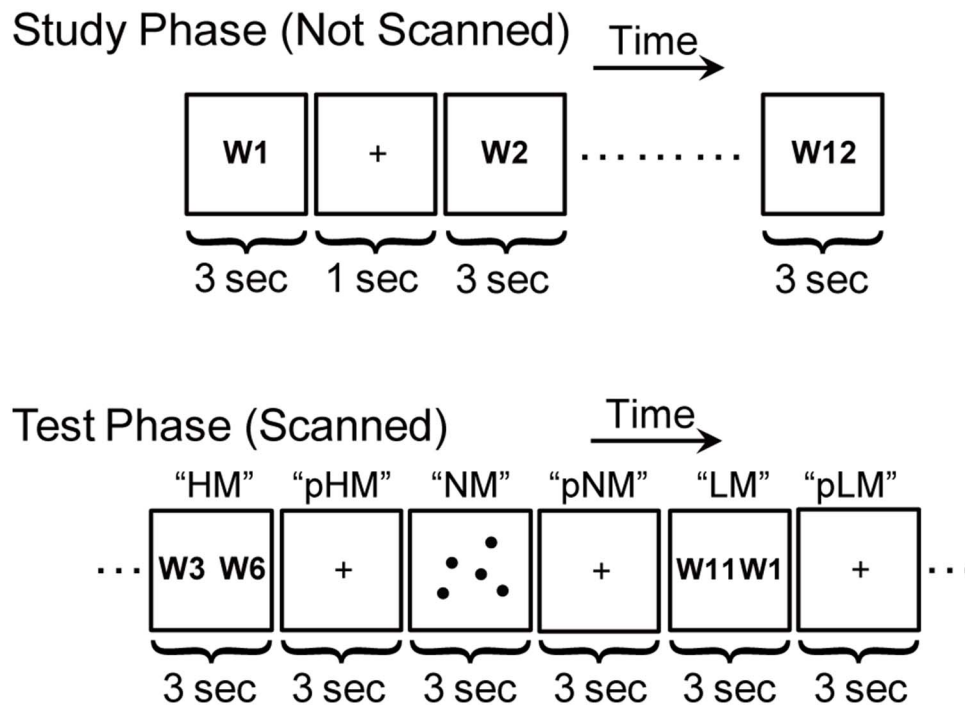 Study Phase (Not Scanned) Time
W1 + W2 ......... W12
3 sec 1 sec 3 sec 3 sec
Test Phase (Scanned) Time
“HM” “pHM” “NM” “pNM” “LM” “pLM”
... W3 W6 + + W11W1 + ...
3 sec 3 sec 3 sec 3 sec 3 sec 3 sec